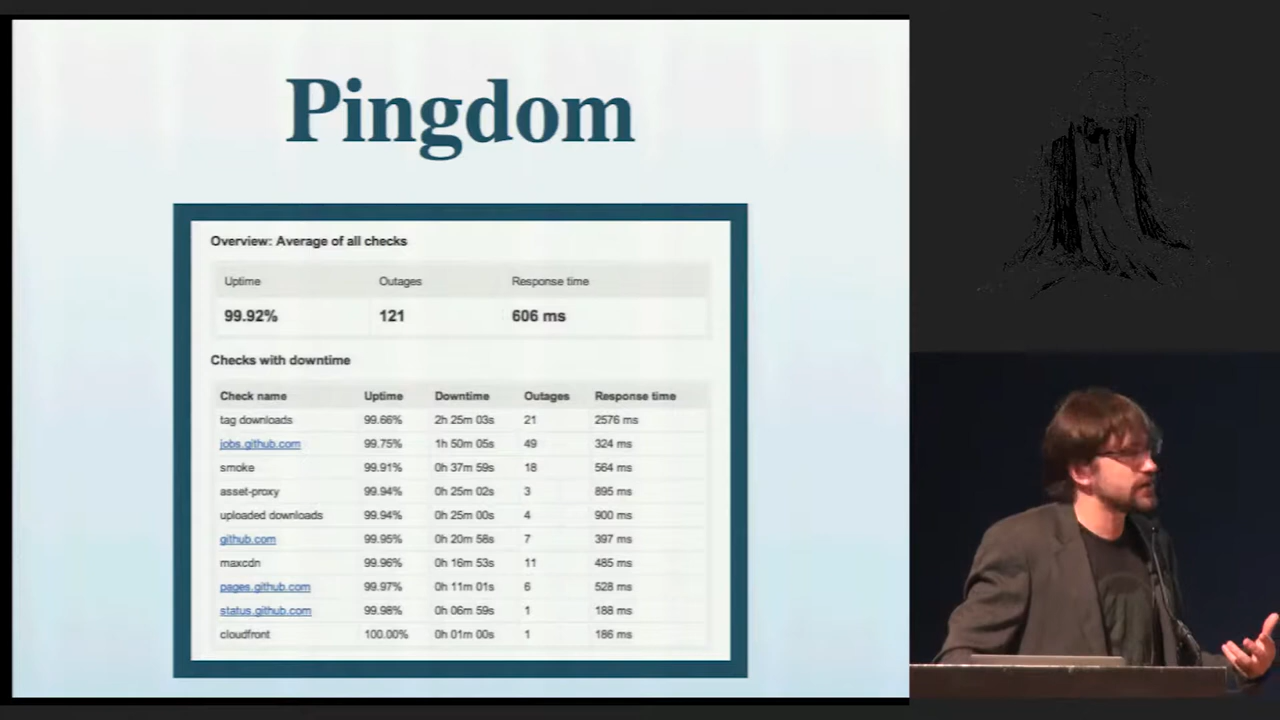 Pingdom
Overview: Average of all checks
Uptime Outages Response time
99.92% 121 606 ms
Checks with downtime
Check name Uptime Downtime Outages Response time
tag downloads 99.66% 2h 25m 03s 21 2576 ms
jobs.github.com 99.75% 1h 50m 05s 49 324 ms
smoke 99.91% 0h 37m 59s 18 564 ms
asset-proxy 99.94% 0h 25m 02s 3 895 ms
uploaded downloads 99.94% 0h 25m 00s 4 900 ms
github.com 99.95% 0h 20m 58s 7 397 ms
maxcdn 99.96% 0h 16m 53s 11 485 ms
pages.github.com 99.97% 0h 11m 01s 6 528 ms
status.github.com 99.98% 0h 06m 59s 1 188 ms
cloudfront 100.00% 0h 01m 00s 1 186 ms